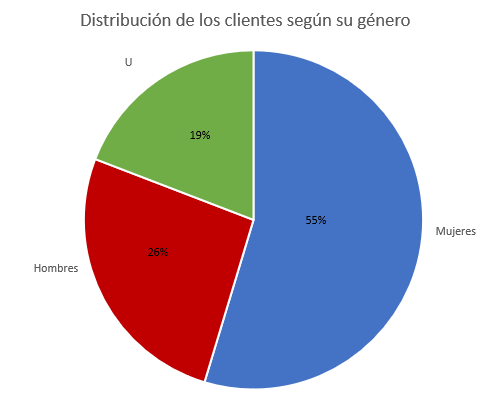 Distribución de los clientes según su género
U
19%
55%
Mujeres
26%
Hombres